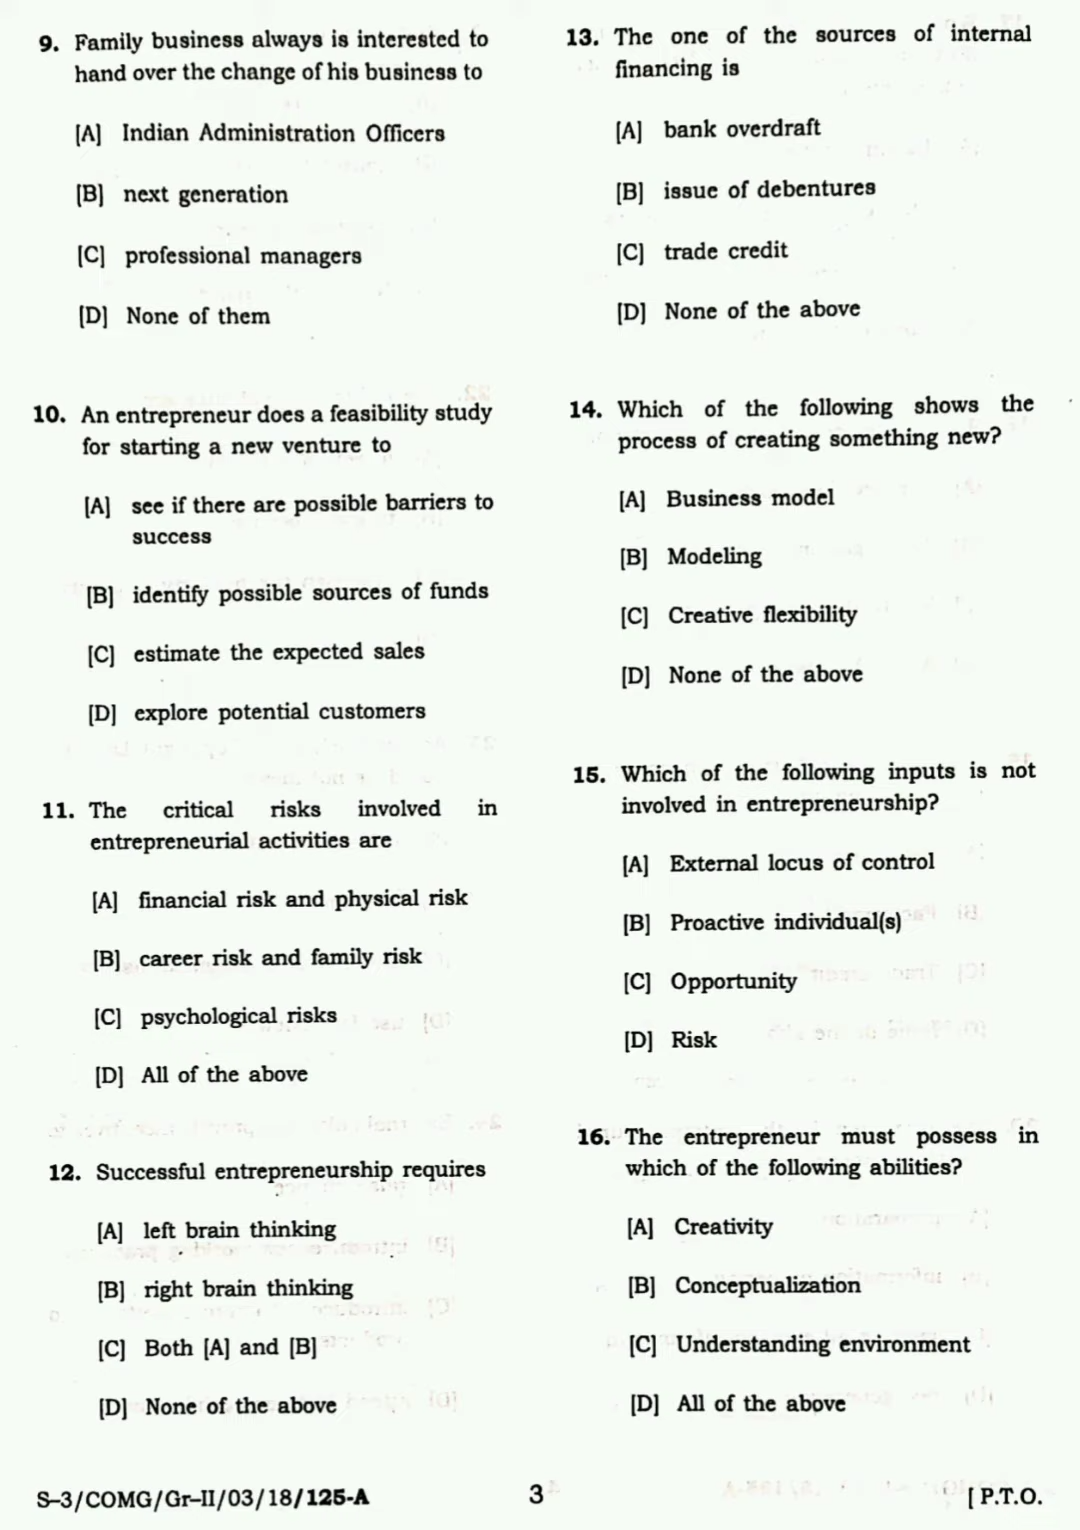 9. Family business always is interested to
hand over the change of his business to
[A] Indian Administration Officers
[B] next generation
[C] professional managers
[D] None of them
10. An entrepreneur does a feasibility study
for starting a new venture to
[A] see if there are possible barriers to
success
[B] identify possible sources of funds
[C] estimate the expected sales
[D] explore potential customers
11. The critical risks involved in
entrepreneurial activities are
[A] financial risk and physical risk
[B] career risk and family risk
[C] psychological risks
[D] All of the above
12. Successful entrepreneurship requires
[A] left brain thinking
[B] right brain thinking
[C] Both [A] and [B]
[D] None of the above
13. The one of the sources of internal
financing is
[A] bank overdraft
[B] issue of debentures
[C] trade credit
[D] None of the above
14. Which of the following shows the
process of creating something new?
[A] Business model
[B] Modeling
[C] Creative flexibility
[D] None of the above
15. Which of the following inputs is not
involved in entrepreneurship?
[A] External locus of control
[B] Proactive individual(s)
[C] Opportunity
[D] Risk
16. The entrepreneur must possess in
which of the following abilities?
[A] Creativity
[B] Conceptualization
[C] Understanding environment
[D] All of the above
S-3/COMG/Gr-II/03/18/125-A
3
[ P.T.O.